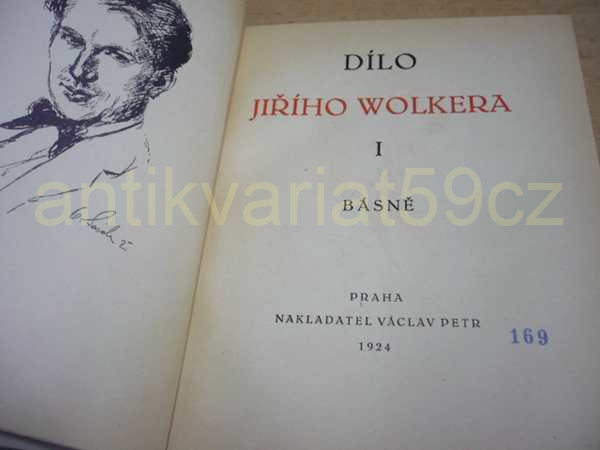 DÍLO
JIŘÍHO WOLKERA
I
BÁSNĚ
PRAHA
NAKLADATEL VÁCLAV PETR
1924
169
antikvariat59cz